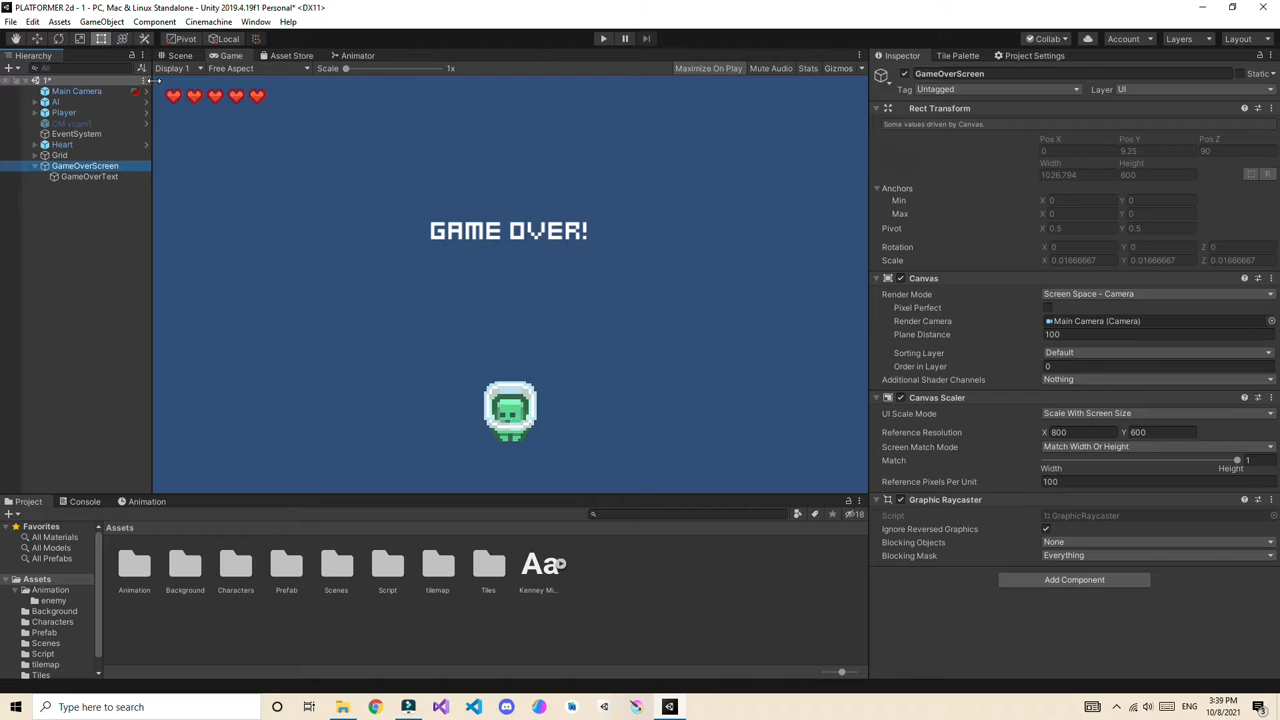 PLATFORMER 2d - 1 - PC, Mac & Linux Standalone - Unity 2019.4.19f1 Personal* <DX11>
File Edit Assets GameObject Component Cinemachine Window Help
Pivot Local Collab Account Layers Layout
Hierarchy Scene Game Asset Store Animator Inspector Tile Palette Project Settings
All Display 1 Free Aspect Scale 1x Maximize On Play Mute Audio Stats Gizmos
GameOverScreen Static
Tag Untagged Layer UI
1*
Main Camera
AI
Player
CM vcam1
EventSystem
Heart
Grid
GameOverScreen
GameOverText
GAME OVER!
Rect Transform
Some values driven by Canvas.
Pos X Pos Y Pos Z
0 9.25 90
Width Height
1026.794 600
R
Anchors
Min X 0 Y 0
Max X 0 Y 0
Pivot X 0.5 Y 0.5
Rotation X 0 Y 0 Z 0
Scale X 0.01666667 Y 0.01666667 Z 0.01666667
Canvas
Render Mode Screen Space - Camera
Pixel Perfect
Render Camera Main Camera (Camera)
Plane Distance 100
Sorting Layer Default
Order in Layer 0
Additional Shader Channels Nothing
Canvas Scaler
UI Scale Mode Scale With Screen Size
Reference Resolution X 800 Y 600
Screen Match Mode Match Width Or Height
Match 1
Width Height
Reference Pixels Per Unit 100
Graphic Raycaster
Script GraphicRaycaster
Ignore Reversed Graphics
Blocking Objects None
Blocking Mask Everything
Add Component
Project Console Animation
18
Favorites
All Materials
All Models
All Prefabs
Assets
Animation
enemy
Background
Characters
Prefab
Scenes
Script
tilemap
Tiles
Assets
Aa
Animation Background Characters Prefab Scenes Script tilemap Tiles Kenney Mi...
Type here to search
ENG
3:39 PM
10/8/2021
3